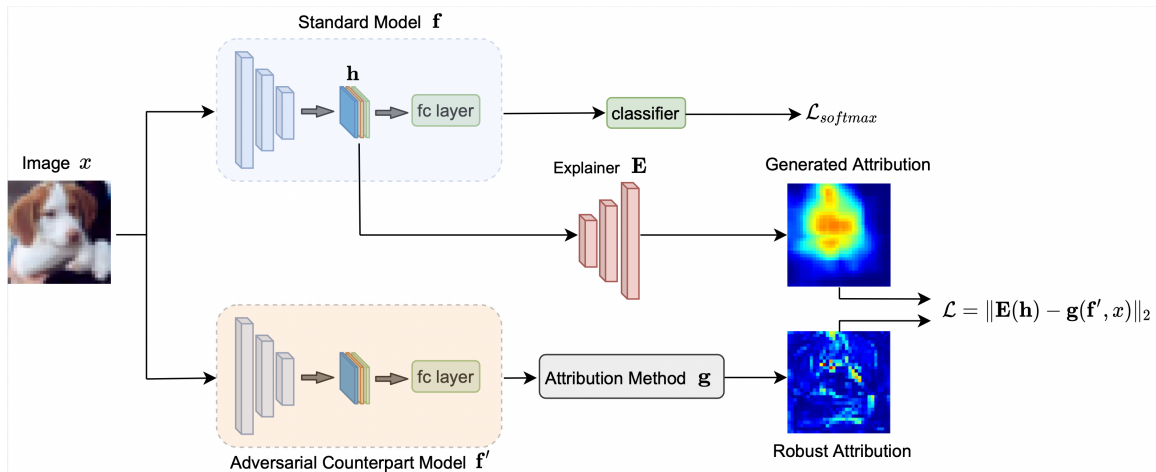 Standard Model f
h
fc layer
classifier
ℒ_softmax
Image x
Explainer E
Generated Attribution
ℒ = ‖E(h) − g(f′, x)‖₂
fc layer
Attribution Method g
Robust Attribution
Adversarial Counterpart Model f′